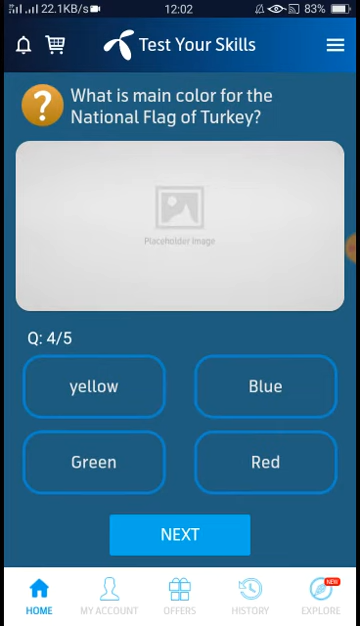 22.1KB/s 12:02 83%
Test Your Skills
? What is main color for the
National Flag of Turkey?
Placeholder Image
Q: 4/5
yellow Blue
Green Red
NEXT
NEW
HOME MY ACCOUNT OFFERS HISTORY EXPLORE